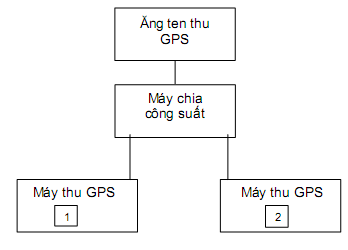 Ăng ten thu
GPS
Máy chia
công suất
Máy thu GPS
1
Máy thu GPS
2